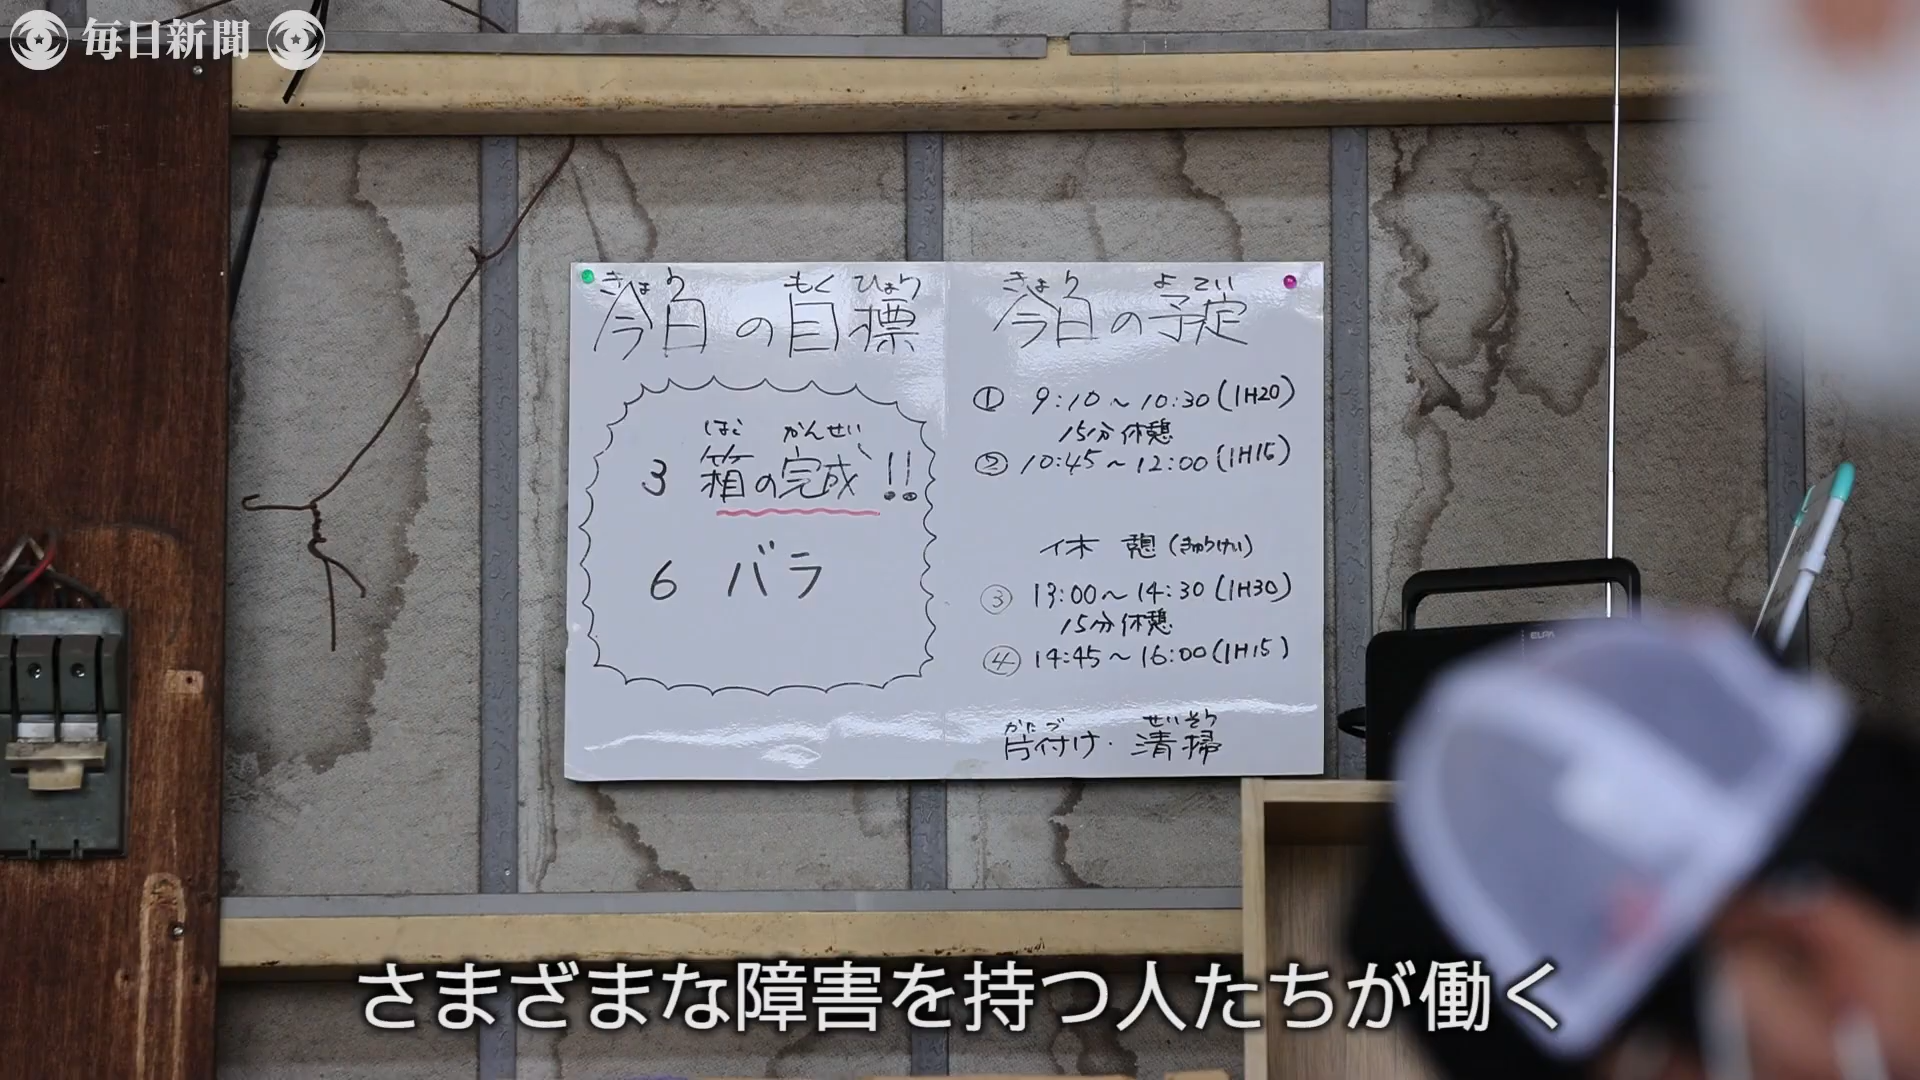 毎日新聞
きょう もくひょう
今日の目標
はこ かんせい
3 箱の完成!!
6 バラ
きょう よてい
今日の予定
① 9:10~10:30(1H20)
15分休憩
② 10:45~12:00(1H15)
休憩(きゅうけい)
③ 13:00~14:30(1H30)
15分休憩
④ 14:45~16:00(1H15)
かたづ せいそう
片付け・清掃
ELPA
さまざまな障害を持つ人たちが働く